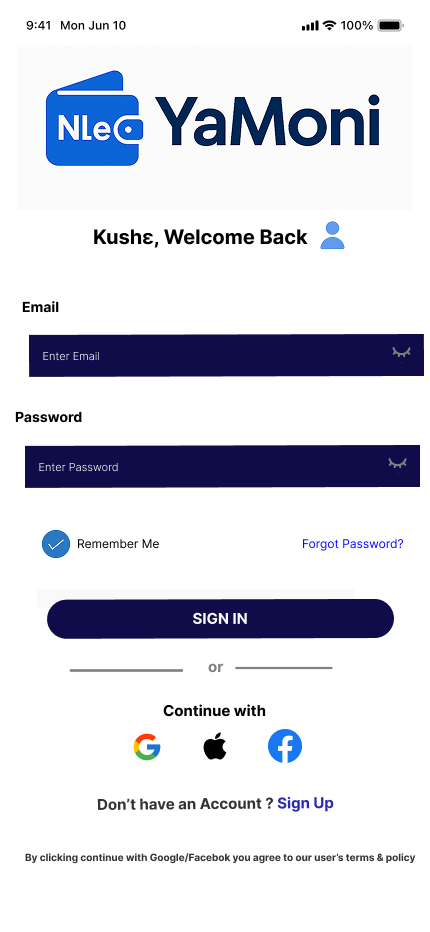 9:41 Mon Jun 10 100%
NLe YaMoni
Kushɛ, Welcome Back
Email
Enter Email
Password
Enter Password
Remember Me Forgot Password?
SIGN IN
or
Continue with
Don’t have an Account ? Sign Up
By clicking continue with Google/Facebok you agree to our user’s terms & policy